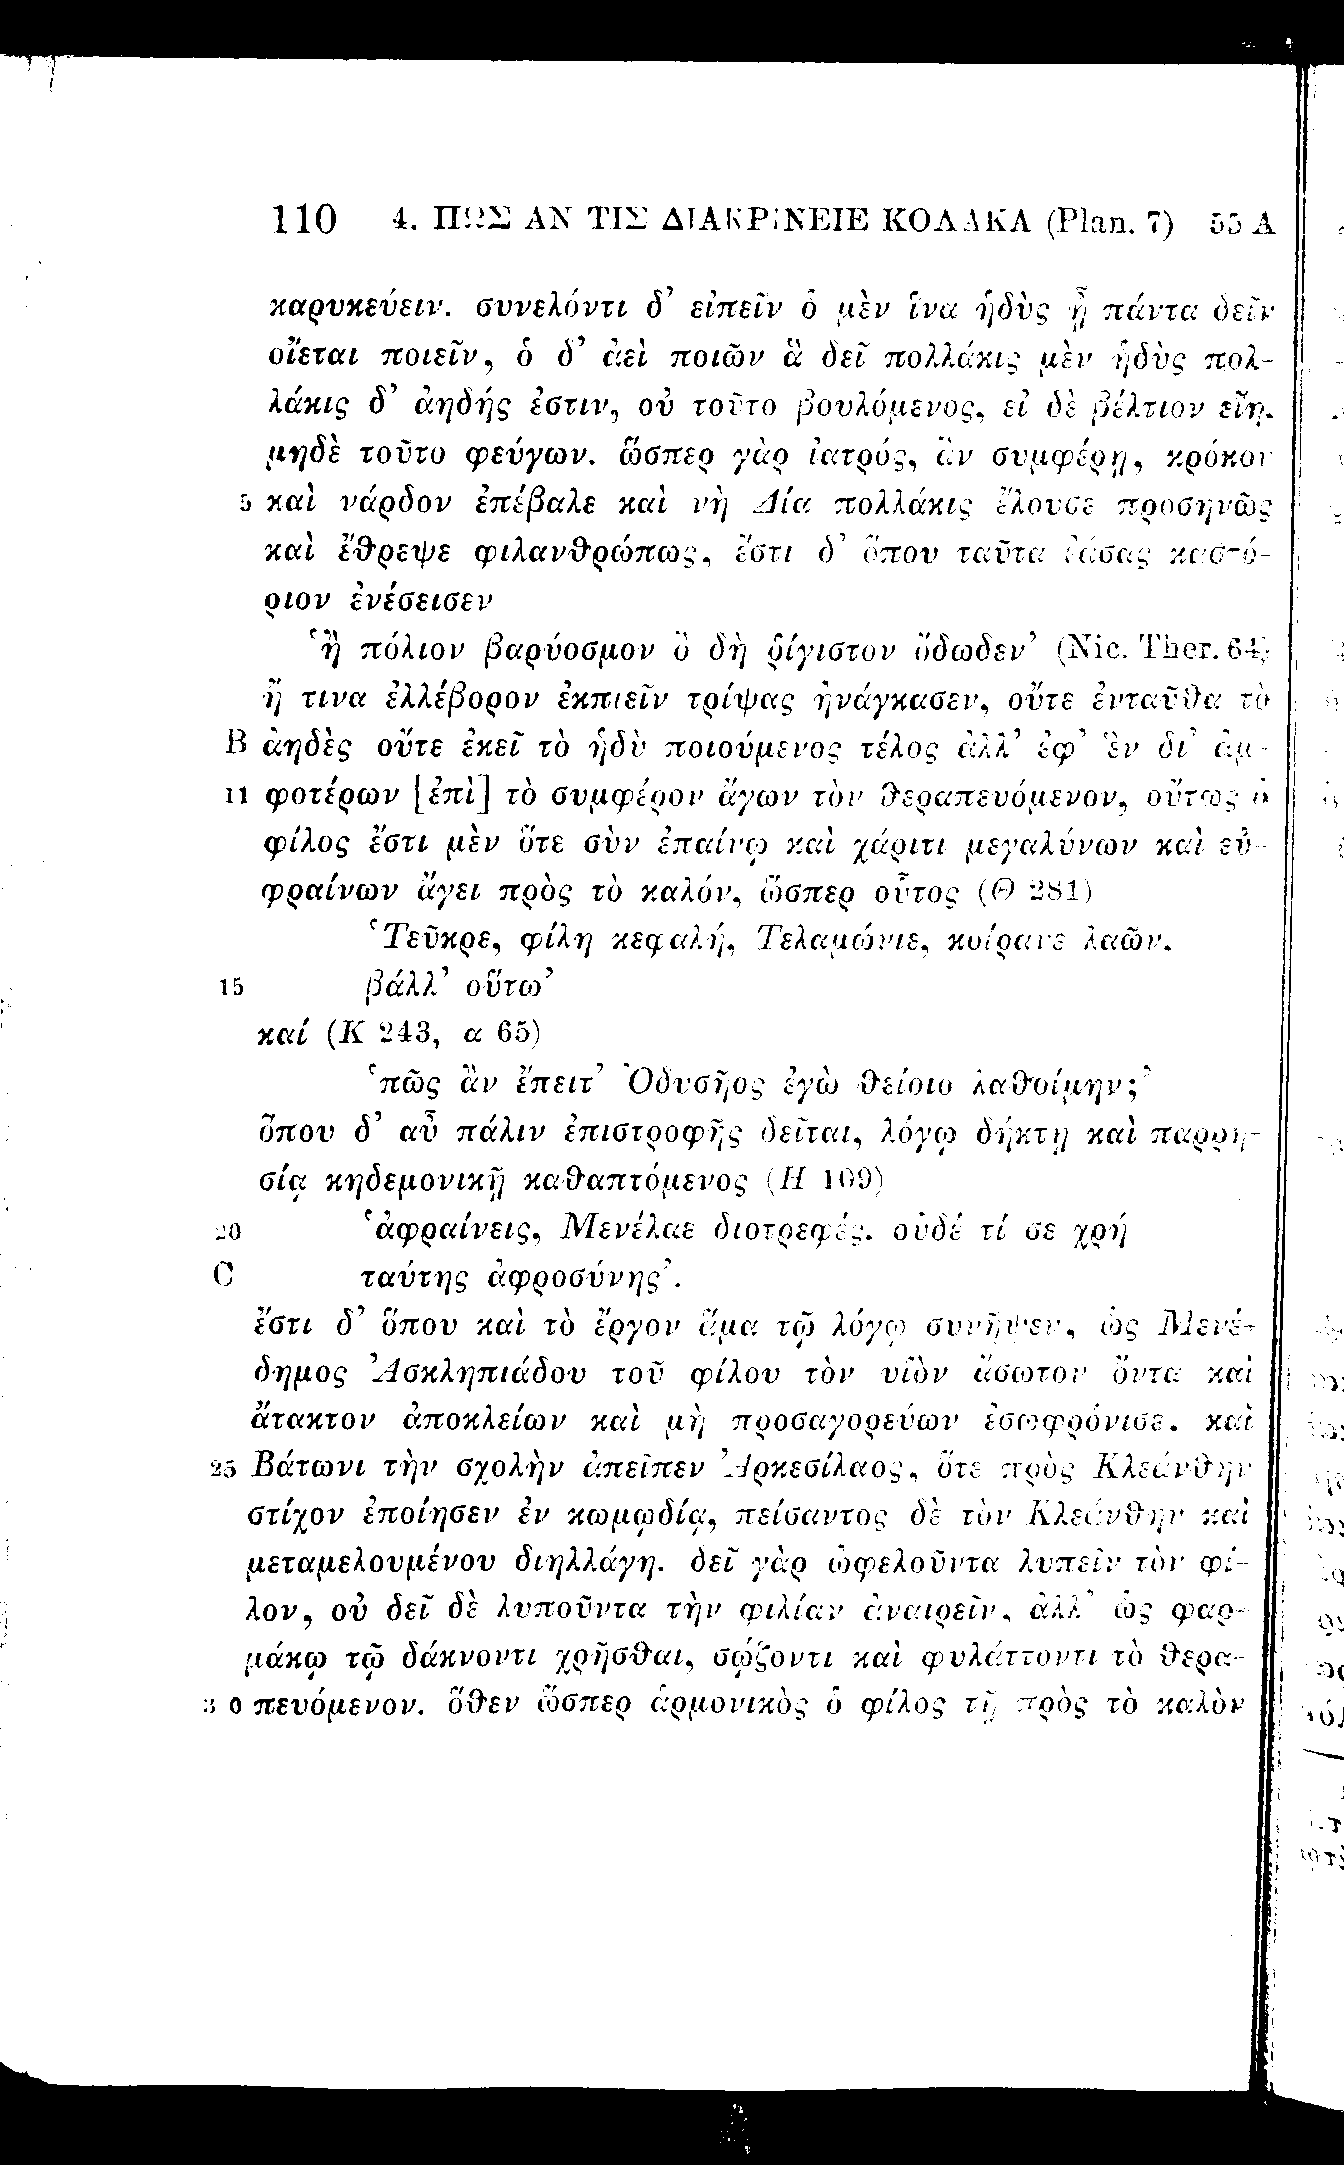 110 4. ΠΩΣ ΑΝ ΤΙΣ ΔΙΑΚΡΙΝΕΙΕ ΚΟΛΑΚΑ (Plan. 7) 55 A
καρυκεύειν. συνελόντι δ’ εἰπεῖν ὁ μὲν ἵνα ἡδὺς ᾖ πάντα δεῖν
οἴεται ποιεῖν, ὁ δ’ ἀεὶ ποιῶν ἃ δεῖ πολλάκις μὲν ἡδὺς πολ-
λάκις δ’ ἀηδής ἐστιν, οὐ τοῦτο βουλόμενος, εἰ δὲ βέλτιον εἴη,
μηδὲ τοῦτο φεύγων. ὥσπερ γὰρ ἰατρός, ἂν συμφέρῃ, κρόκον
5 καὶ νάρδον ἐπέβαλε καὶ νὴ Δία πολλάκις ἔλουσε προσηνῶς
καὶ ἔθρεψε φιλανθρώπως, ἔστι δ’ ὅπου ταῦτα ἐάσας καστό-
ριον ἐνέσεισεν
‘ἢ πόλιον βαρύοσμον ὃ δὴ ῥίγιστον ὄδωδεν’ (Nic. Ther. 64)
ἤ τινα ἐλλέβορον ἐκπιεῖν τρίψας ἠνάγκασεν, οὔτε ἐνταῦθα τὸ
B ἀηδὲς οὔτε ἐκεῖ τὸ ἡδὺ ποιούμενος τέλος ἀλλ’ ἐφ’ ἓν δι’ ἀμ-
11 φοτέρων [ἐπὶ] τὸ συμφέρον ἄγων τὸν θεραπευόμενον, οὕτως ὁ
φίλος ἔστι μὲν ὅτε σὺν ἐπαίνῳ καὶ χάριτι μεγαλύνων καὶ εὐ-
φραίνων ἄγει πρὸς τὸ καλόν, ὥσπερ οὗτος (Θ 281)
‘Τεῦκρε, φίλη κεφαλή, Τελαμώνιε, κοίρανε λαῶν,
15 βάλλ’ οὕτω’
καί (Κ 243, α 65)
‘πῶς ἂν ἔπειτ’ Ὀδυσῆος ἐγὼ θείοιο λαθοίμην;’
ὅπου δ’ αὖ πάλιν ἐπιστροφῆς δεῖται, λόγῳ δήκτῃ καὶ παρρη-
σίᾳ κηδεμονικῇ καθαπτόμενος (Η 109)
20 ‘ἀφραίνεις, Μενέλαε διοτρεφές, οὐδέ τί σε χρή
C ταύτης ἀφροσύνης’.
ἔστι δ’ ὅπου καὶ τὸ ἔργον ἅμα τῷ λόγῳ συνῆψεν, ὡς Μενέ-
δημος Ἀσκληπιάδου τοῦ φίλου τὸν υἱὸν ἄσωτον ὄντα καὶ
ἄτακτον ἀποκλείων καὶ μὴ προσαγορεύων ἐσωφρόνισε. καὶ
25 Βάτωνι τὴν σχολὴν ἀπεῖπεν Ἀρκεσίλαος, ὅτε πρὸς Κλεάνθην
στίχον ἐποίησεν ἐν κωμῳδίᾳ, πείσαντος δὲ τὸν Κλεάνθην καὶ
μεταμελουμένου διηλλάγη. δεῖ γὰρ ὠφελοῦντα λυπεῖν τὸν φί-
λον, οὐ δεῖ δὲ λυποῦντα τὴν φιλίαν ἀναιρεῖν, ἀλλ’ ὡς φαρ-
μάκῳ τῷ δάκνοντι χρῆσθαι, σῴζοντι καὶ φυλάττοντι τὸ θερα-
30 πευόμενον. ὅθεν ὥσπερ ἁρμονικὸς ὁ φίλος τῇ πρὸς τὸ καλὸν